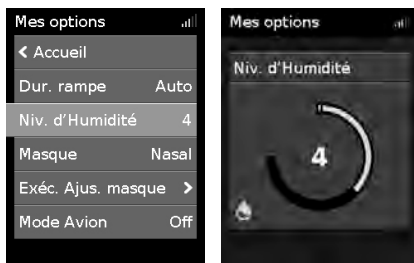 Mes options
< Accueil
Dur. rampe Auto
Niv. d'Humidité 4
Masque Nasal
Exéc. Ajus. masque >
Mode Avion Off
Mes options
Niv. d'Humidité
4